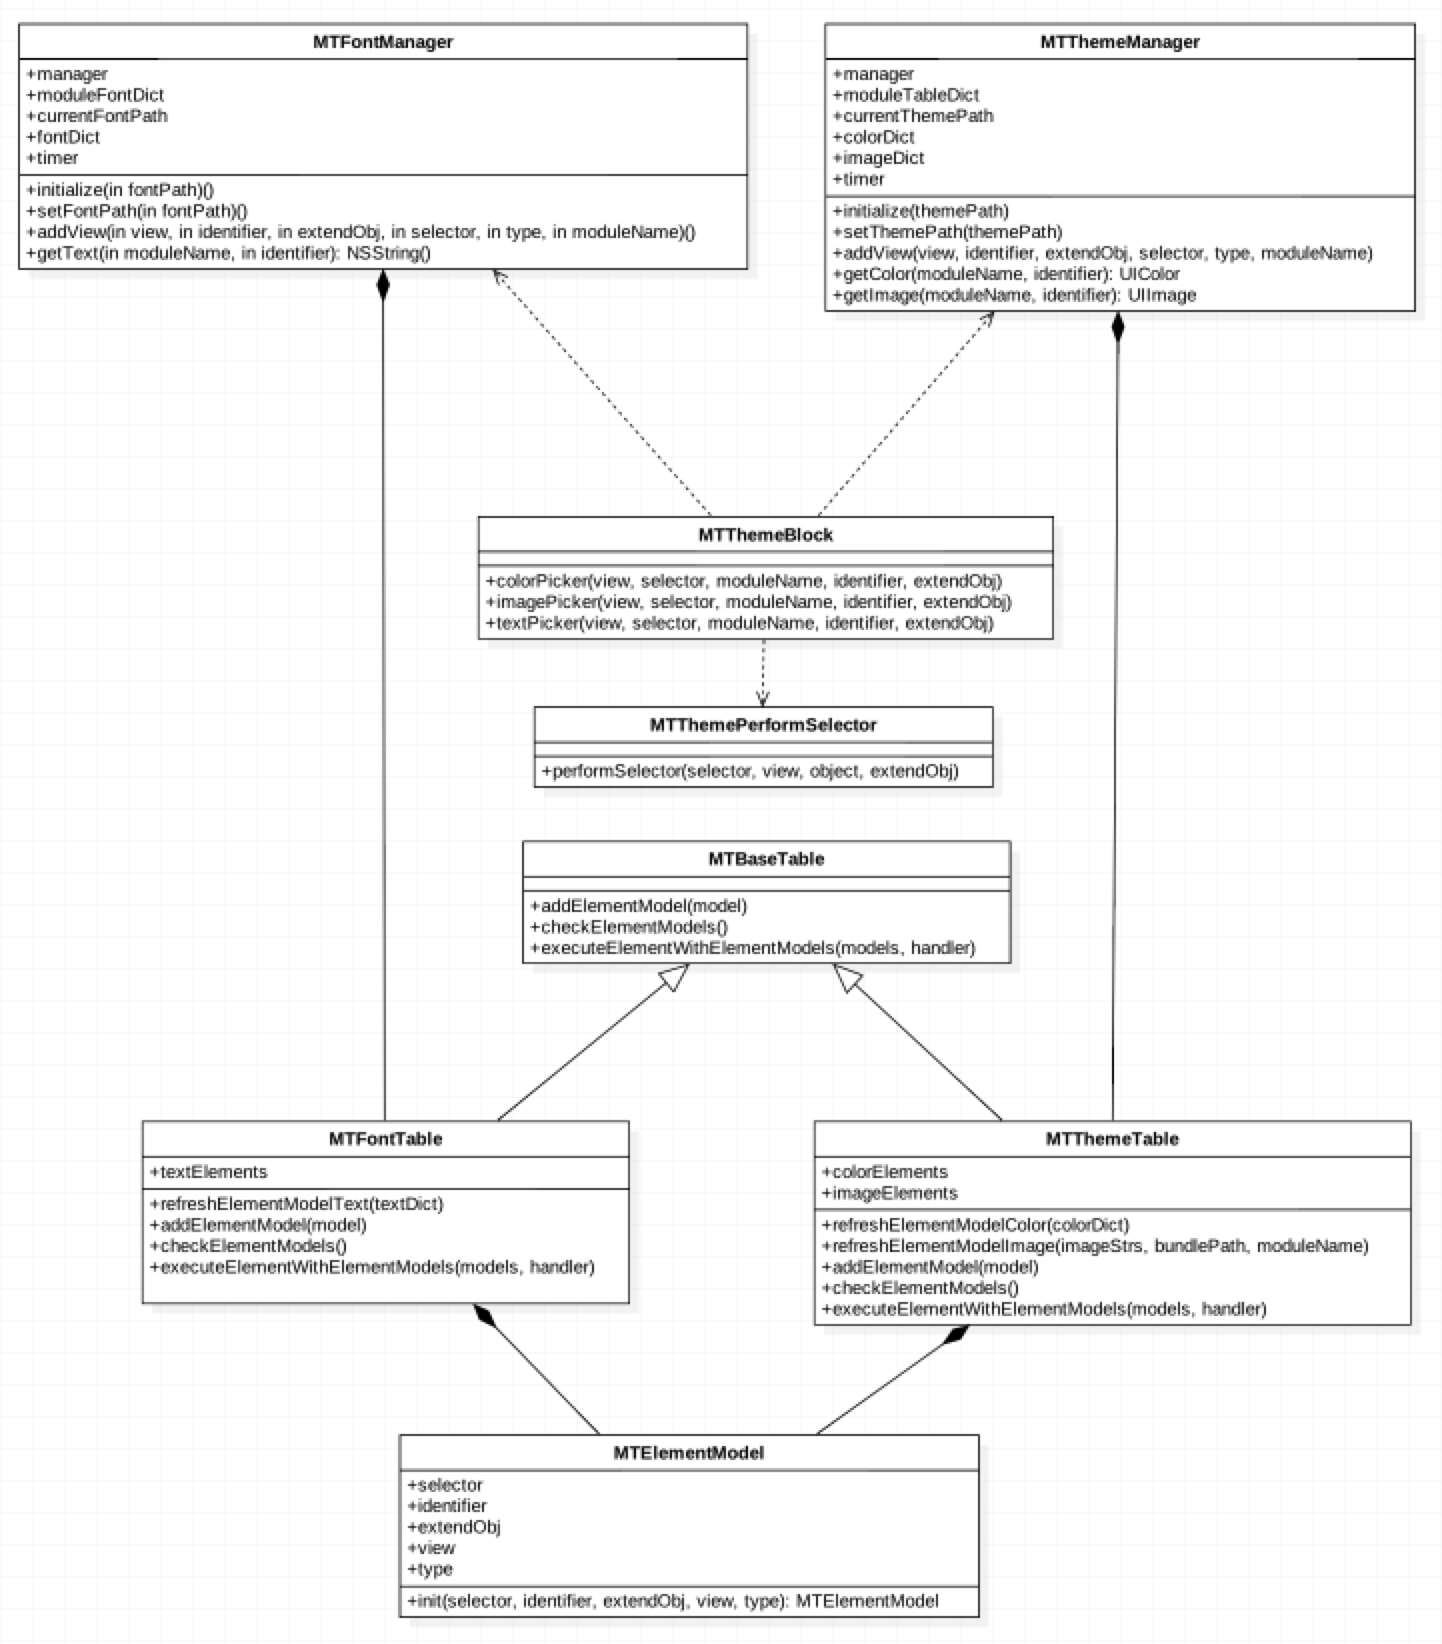 MTFontManager
+manager
+moduleFontDict
+currentFontPath
+fontDict
+timer
+initialize(in fontPath)()
+setFontPath(in fontPath)()
+addView(in view, in identifier, in extendObj, in selector, in type, in moduleName)()
+getText(in moduleName, in identifier): NSString()
MTThemeManager
+manager
+moduleTableDict
+currentThemePath
+colorDict
+imageDict
+timer
+initialize(themePath)
+setThemePath(themePath)
+addView(view, identifier, extendObj, selector, type, moduleName)
+getColor(moduleName, identifier): UIColor
+getImage(moduleName, identifier): UIImage
MTThemeBlock
+colorPicker(view, selector, moduleName, identifier, extendObj)
+imagePicker(view, selector, moduleName, identifier, extendObj)
+textPicker(view, selector, moduleName, identifier, extendObj)
MTThemePerformSelector
+performSelector(selector, view, object, extendObj)
MTBaseTable
+addElementModel(model)
+checkElementModels()
+executeElementWithElementModels(models, handler)
MTFontTable
+textElements
+refreshElementModelText(textDict)
+addElementModel(model)
+checkElementModels()
+executeElementWithElementModels(models, handler)
MTThemeTable
+colorElements
+imageElements
+refreshElementModelColor(colorDict)
+refreshElementModelImage(imageStrs, bundlePath, moduleName)
+addElementModel(model)
+checkElementModels()
+executeElementWithElementModels(models, handler)
MTElementModel
+selector
+identifier
+extendObj
+view
+type
+init(selector, identifier, extendObj, view, type): MTElementModel